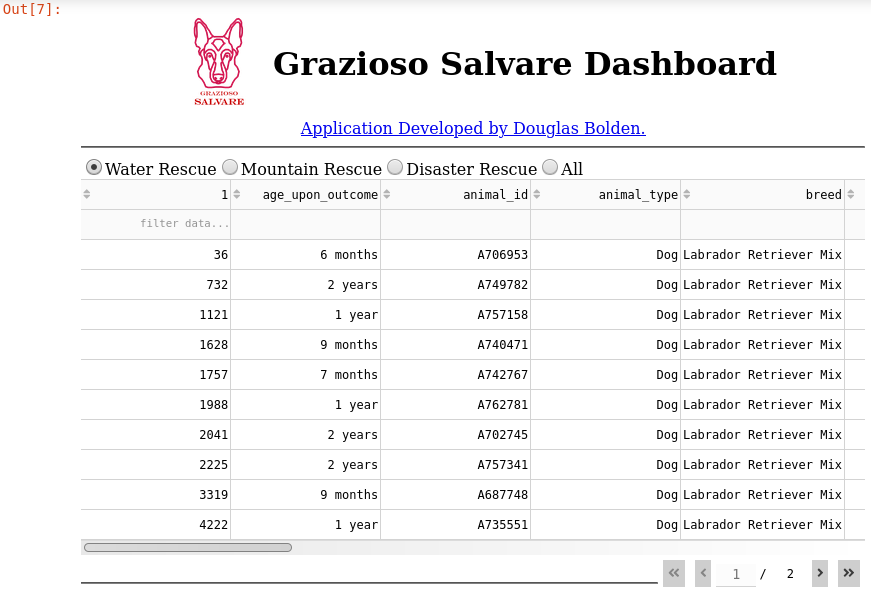 Out[7]:
GRAZIOSO
SALVARE
Grazioso Salvare Dashboard
Application Developed by Douglas Bolden.
Water Rescue Mountain Rescue Disaster Rescue All
1 age_upon_outcome animal_id animal_type breed
filter data...
36 6 months A706953 Dog Labrador Retriever Mix
732 2 years A749782 Dog Labrador Retriever Mix
1121 1 year A757158 Dog Labrador Retriever Mix
1628 9 months A740471 Dog Labrador Retriever Mix
1757 7 months A742767 Dog Labrador Retriever Mix
1988 1 year A762781 Dog Labrador Retriever Mix
2041 2 years A702745 Dog Labrador Retriever Mix
2225 2 years A757341 Dog Labrador Retriever Mix
3319 9 months A687748 Dog Labrador Retriever Mix
4222 1 year A735551 Dog Labrador Retriever Mix
« ‹ 1 / 2 › »